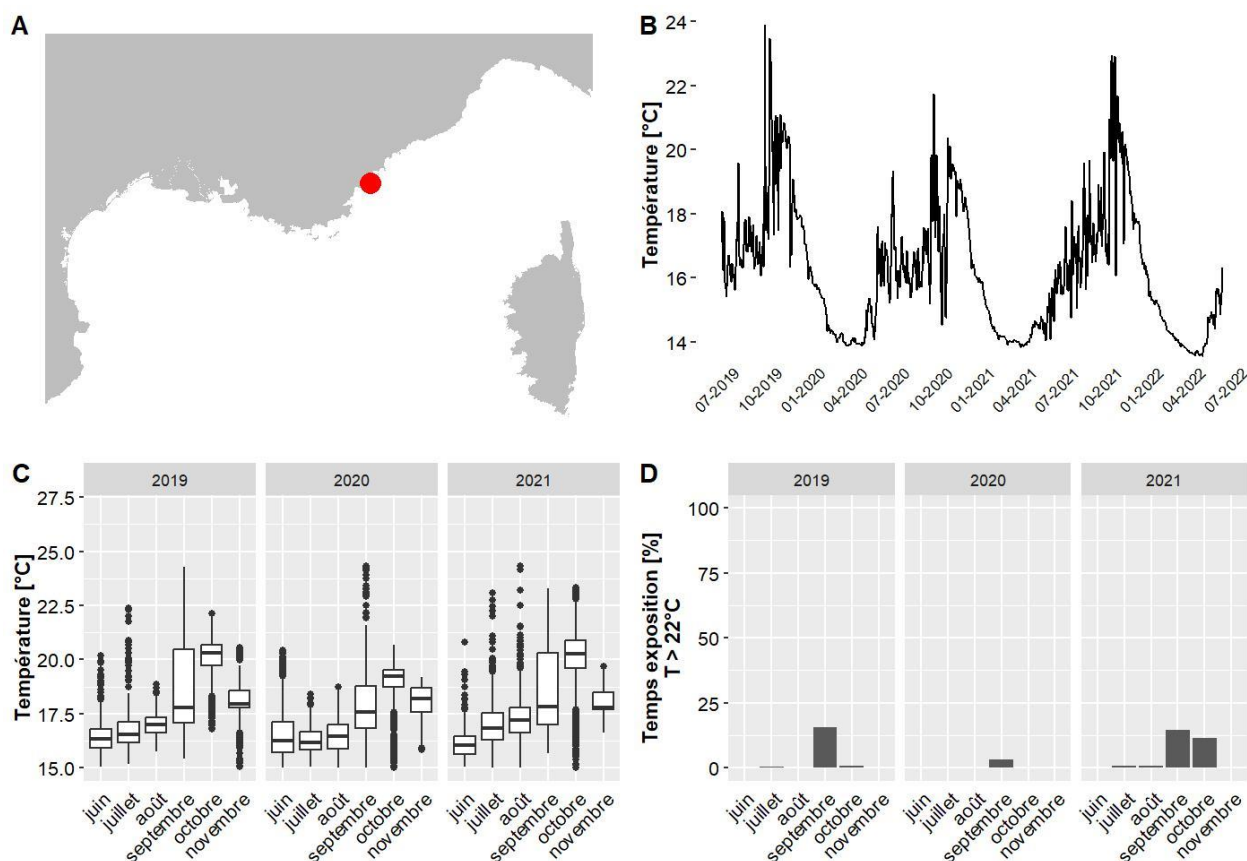 A
B
Température [°C]
24
22
20
18
16
14
07-2019
10-2019
01-2020
04-2020
07-2020
10-2020
01-2021
04-2021
07-2021
10-2021
01-2022
04-2022
07-2022
C
2019
2020
2021
Température [°C]
27.5
25.0
22.5
20.0
17.5
15.0
juin
juillet
août
septembre
octobre
novembre
juin
juillet
août
septembre
octobre
novembre
juin
juillet
août
septembre
octobre
novembre
D
2019
2020
2021
Temps exposition [%]
T > 22°C
100
75
50
25
0
juin
juillet
août
septembre
octobre
novembre
juin
juillet
août
septembre
octobre
novembre
juin
juillet
août
septembre
octobre
novembre